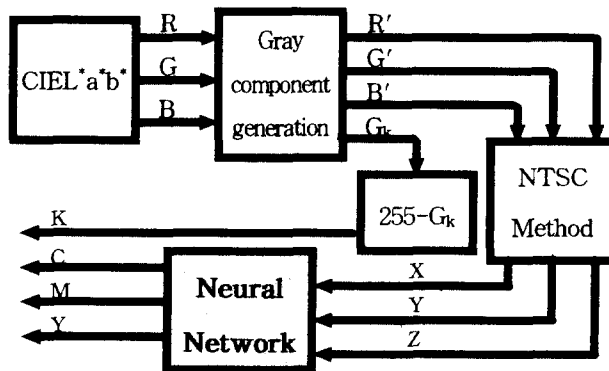 R
G
B
CIEL*a*b*
Gray
component
generation
R′
G′
B′
Gk
NTSC
Method
255-Gk
K
C
M
Y
Neural
Network
X
Y
Z